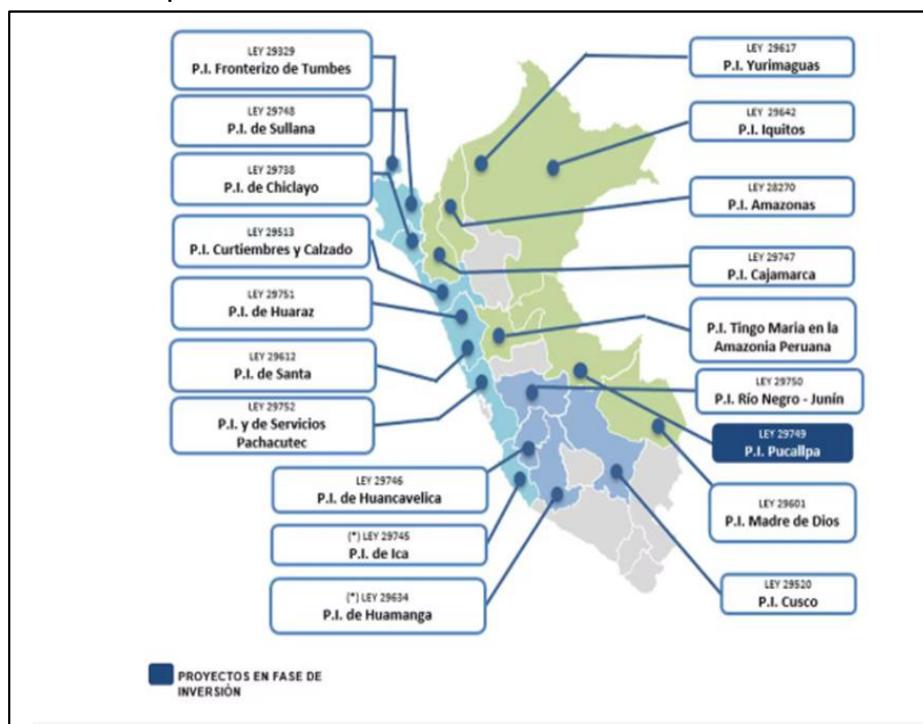 LEY 29329
P.I. Fronterizo de Tumbes
LEY 29748
P.I. de Sullana
LEY 29738
P.I. de Chiclayo
LEY 29513
P.I. Curtiembres y Calzado
LEY 29751
P.I. de Huaraz
LEY 29612
P.I. de Santa
LEY 29752
P.I. y de Servicios
Pachacutec
LEY 29746
P.I. de Huancavelica
(*) LEY 29745
P.I. de Ica
(*) LEY 29634
P.I. de Huamanga
LEY 29617
P.I. Yurimaguas
LEY 29642
P.I. Iquitos
LEY 28270
P.I. Amazonas
LEY 29747
P.I. Cajamarca
P.I. Tingo Maria en la
Amazonia Peruana
LEY 29750
P.I. Río Negro - Junín
LEY 29749
P.I. Pucallpa
LEY 29601
P.I. Madre de Dios
LEY 29520
P.I. Cusco
PROYECTOS EN FASE DE
INVERSIÓN